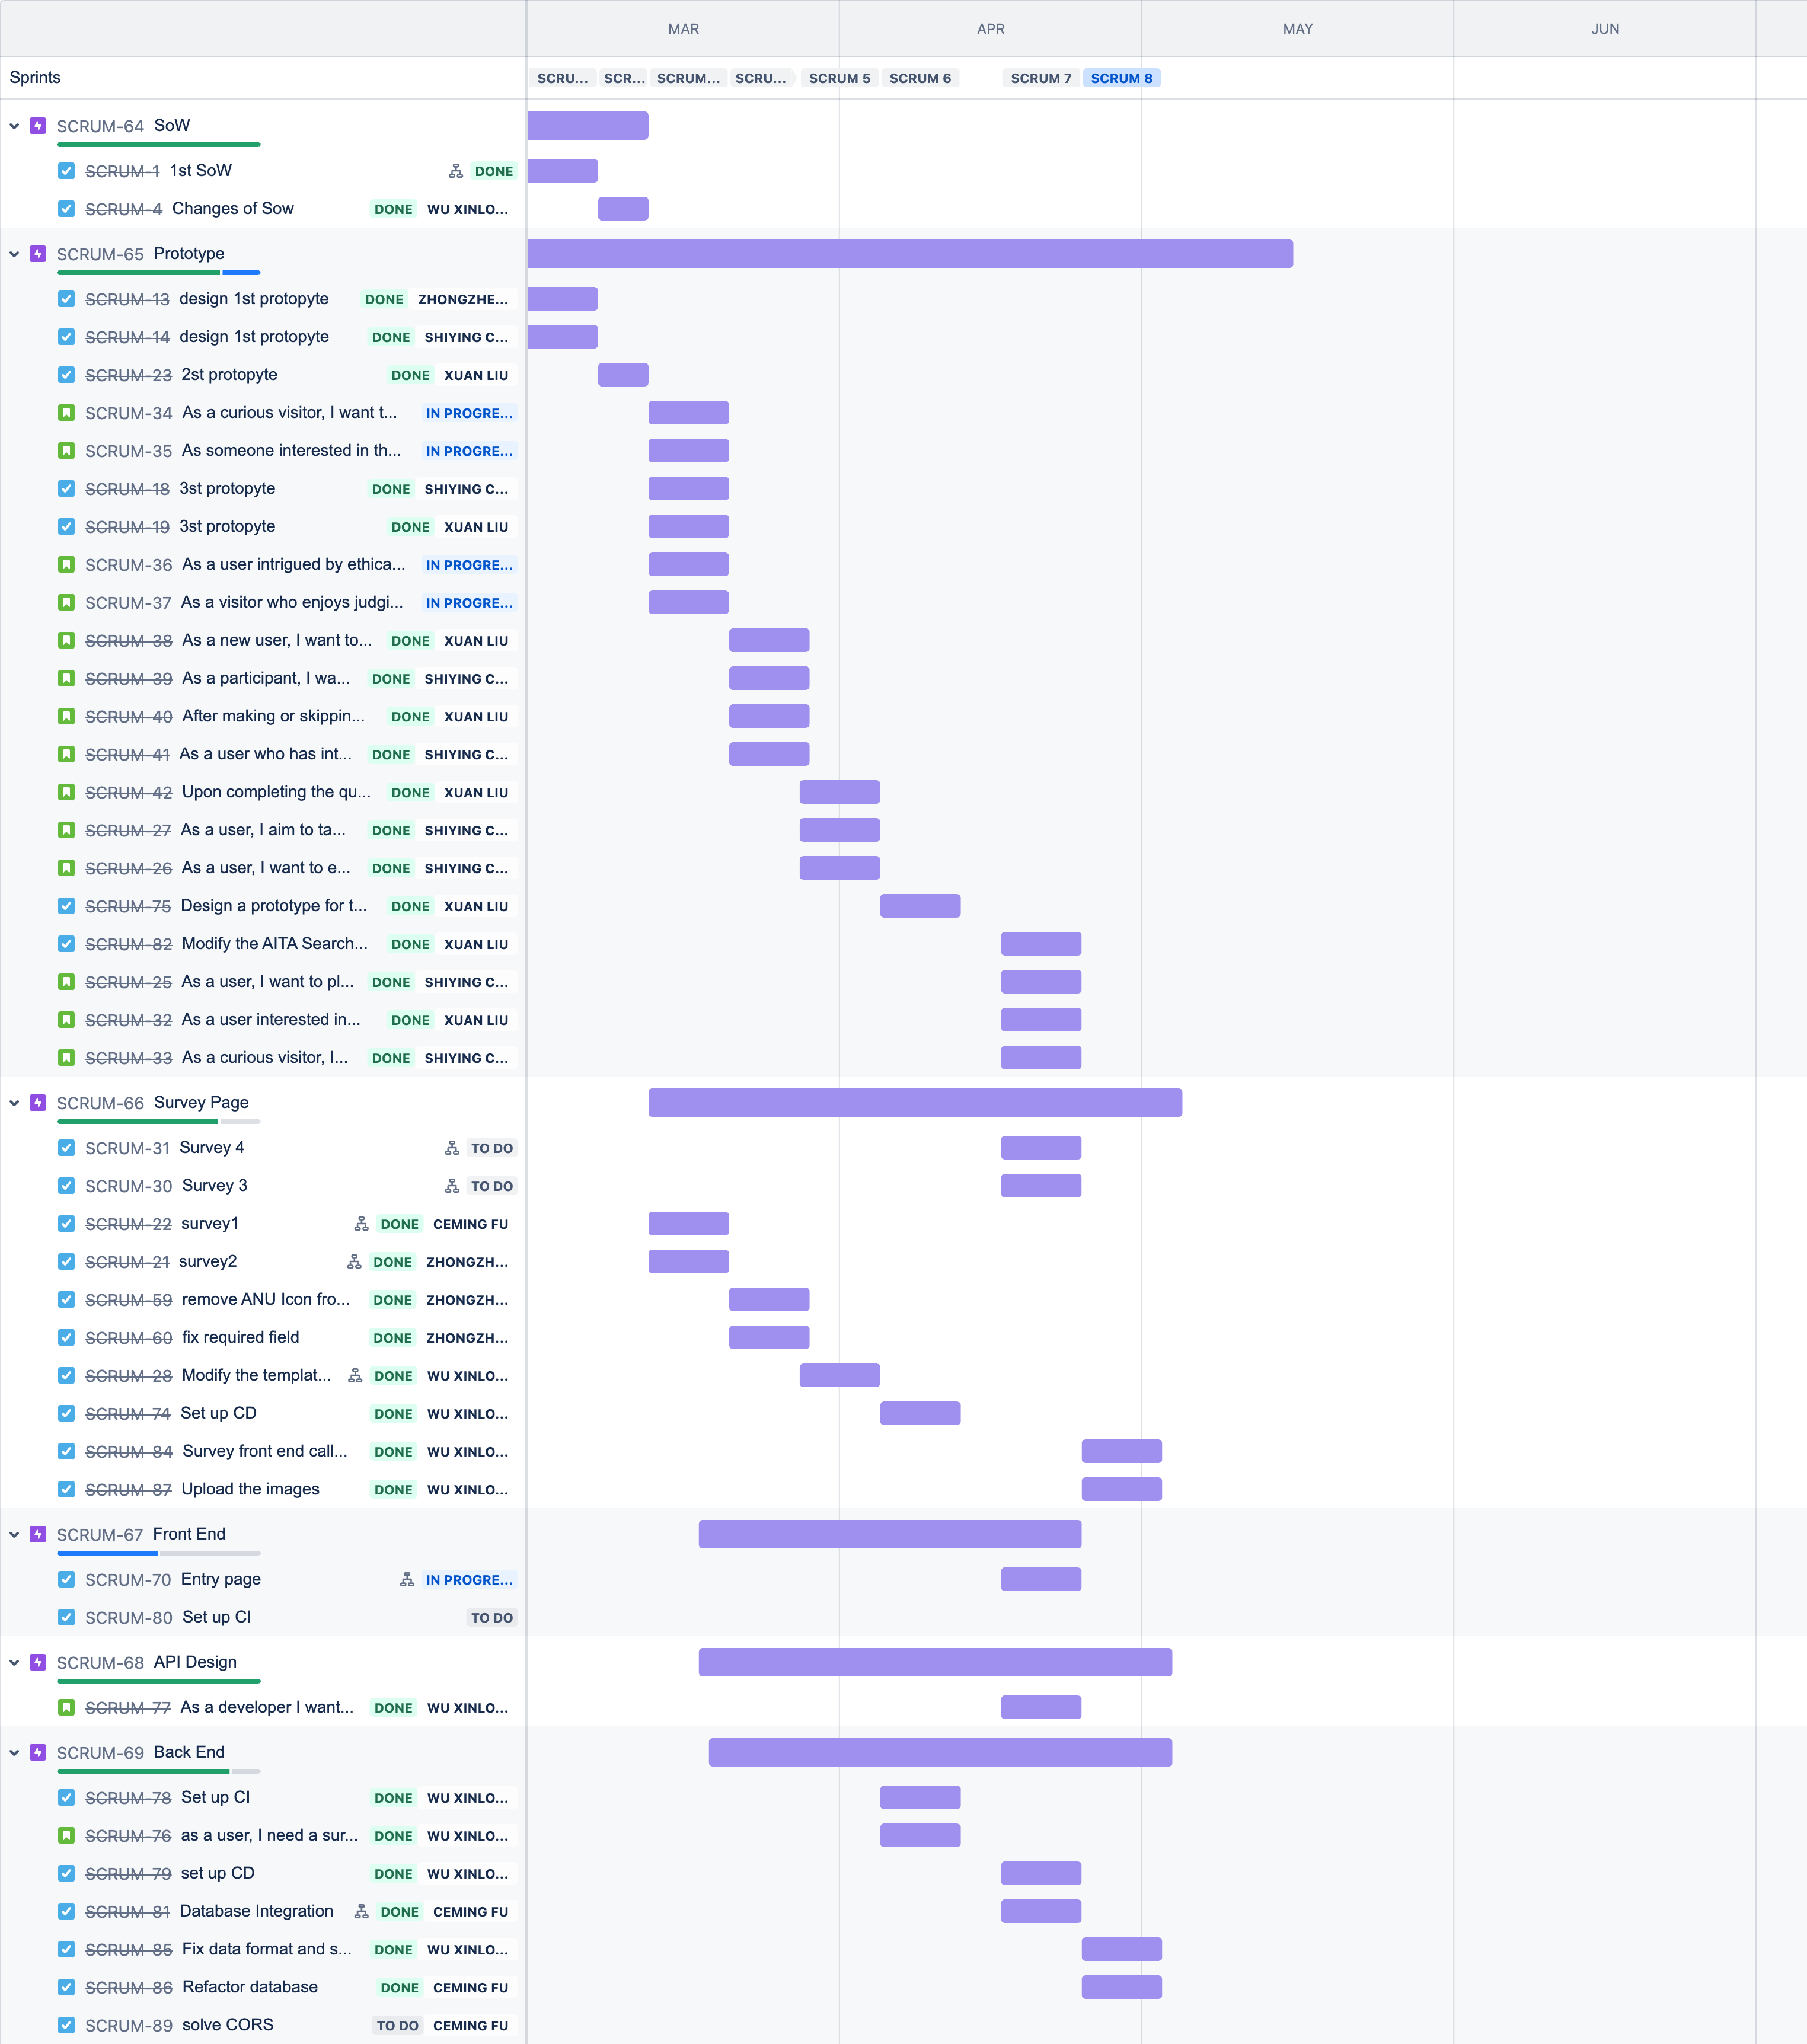 MAR APR MAY JUN
Sprints SCRU... SCR... SCRUM... SCRU... SCRUM 5 SCRUM 6 SCRUM 7 SCRUM 8
SCRUM-64 SoW
SCRUM-1 1st SoW DONE
SCRUM-4 Changes of Sow DONE WU XINLO...
SCRUM-65 Prototype
SCRUM-13 design 1st protopyte DONE ZHONGZHE...
SCRUM-14 design 1st protopyte DONE SHIYING C...
SCRUM-23 2st protopyte DONE XUAN LIU
SCRUM-34 As a curious visitor, I want t... IN PROGRE...
SCRUM-35 As someone interested in th... IN PROGRE...
SCRUM-18 3st protopyte DONE SHIYING C...
SCRUM-19 3st protopyte DONE XUAN LIU
SCRUM-36 As a user intrigued by ethica... IN PROGRE...
SCRUM-37 As a visitor who enjoys judgi... IN PROGRE...
SCRUM-38 As a new user, I want to... DONE XUAN LIU
SCRUM-39 As a participant, I wa... DONE SHIYING C...
SCRUM-40 After making or skippin... DONE XUAN LIU
SCRUM-41 As a user who has int... DONE SHIYING C...
SCRUM-42 Upon completing the qu... DONE XUAN LIU
SCRUM-27 As a user, I aim to ta... DONE SHIYING C...
SCRUM-26 As a user, I want to e... DONE SHIYING C...
SCRUM-75 Design a prototype for t... DONE XUAN LIU
SCRUM-82 Modify the AITA Search... DONE XUAN LIU
SCRUM-25 As a user, I want to pl... DONE SHIYING C...
SCRUM-32 As a user interested in... DONE XUAN LIU
SCRUM-33 As a curious visitor, I... DONE SHIYING C...
SCRUM-66 Survey Page
SCRUM-31 Survey 4 TO DO
SCRUM-30 Survey 3 TO DO
SCRUM-22 survey1 DONE CEMING FU
SCRUM-21 survey2 DONE ZHONGZH...
SCRUM-59 remove ANU Icon fro... DONE ZHONGZH...
SCRUM-60 fix required field DONE ZHONGZH...
SCRUM-28 Modify the templat... DONE WU XINLO...
SCRUM-74 Set up CD DONE WU XINLO...
SCRUM-84 Survey front end call... DONE WU XINLO...
SCRUM-87 Upload the images DONE WU XINLO...
SCRUM-67 Front End
SCRUM-70 Entry page IN PROGRE...
SCRUM-80 Set up CI TO DO
SCRUM-68 API Design
SCRUM-77 As a developer I want... DONE WU XINLO...
SCRUM-69 Back End
SCRUM-78 Set up CI DONE WU XINLO...
SCRUM-76 as a user, I need a sur... DONE WU XINLO...
SCRUM-79 set up CD DONE WU XINLO...
SCRUM-81 Database Integration DONE CEMING FU
SCRUM-85 Fix data format and s... DONE WU XINLO...
SCRUM-86 Refactor database DONE CEMING FU
SCRUM-89 solve CORS TO DO CEMING FU